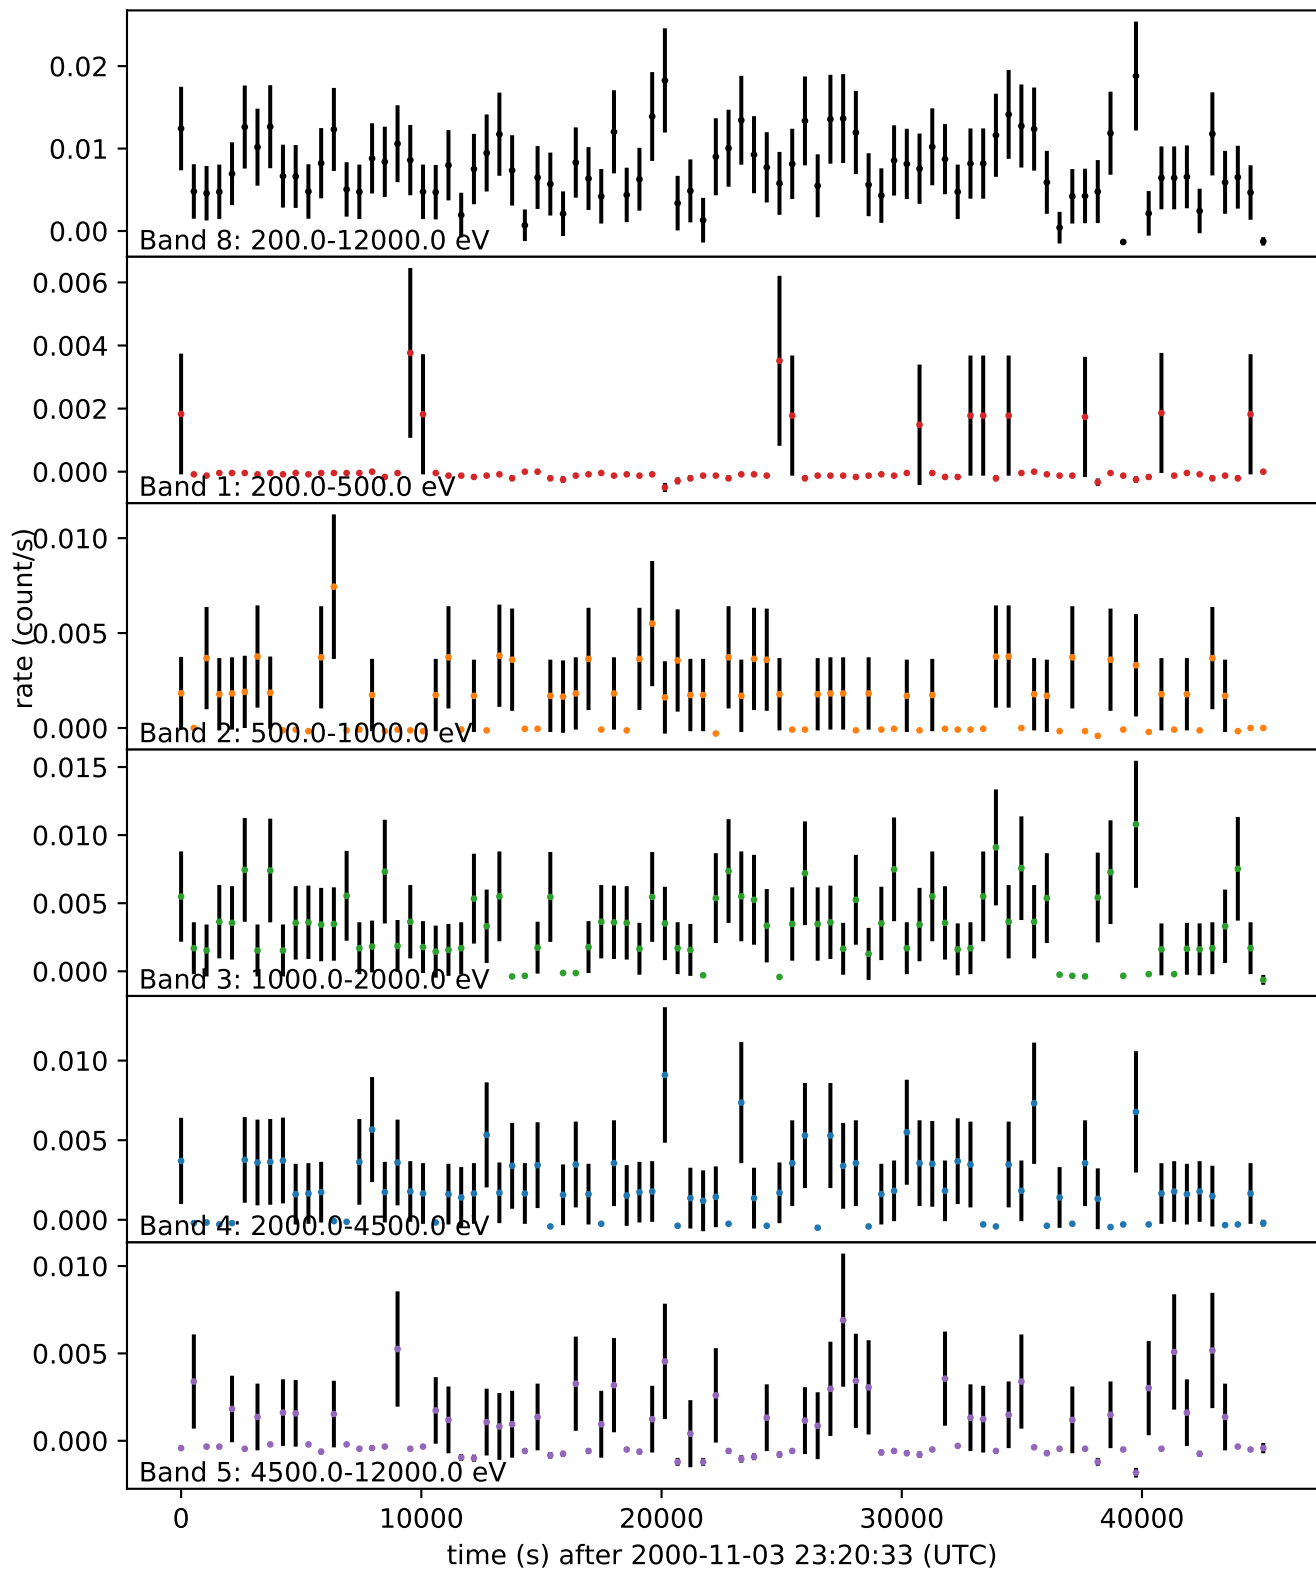 0.02
0.01
0.00
Band 8: 200.0-12000.0 eV
0.006
0.004
0.002
0.000
Band 1: 200.0-500.0 eV
rate (count/s)
0.010
0.005
0.000
Band 2: 500.0-1000.0 eV
0.015
0.010
0.005
0.000
Band 3: 1000.0-2000.0 eV
0.010
0.005
0.000
Band 4: 2000.0-4500.0 eV
0.010
0.005
0.000
Band 5: 4500.0-12000.0 eV
0 10000 20000 30000 40000
time (s) after 2000-11-03 23:20:33 (UTC)